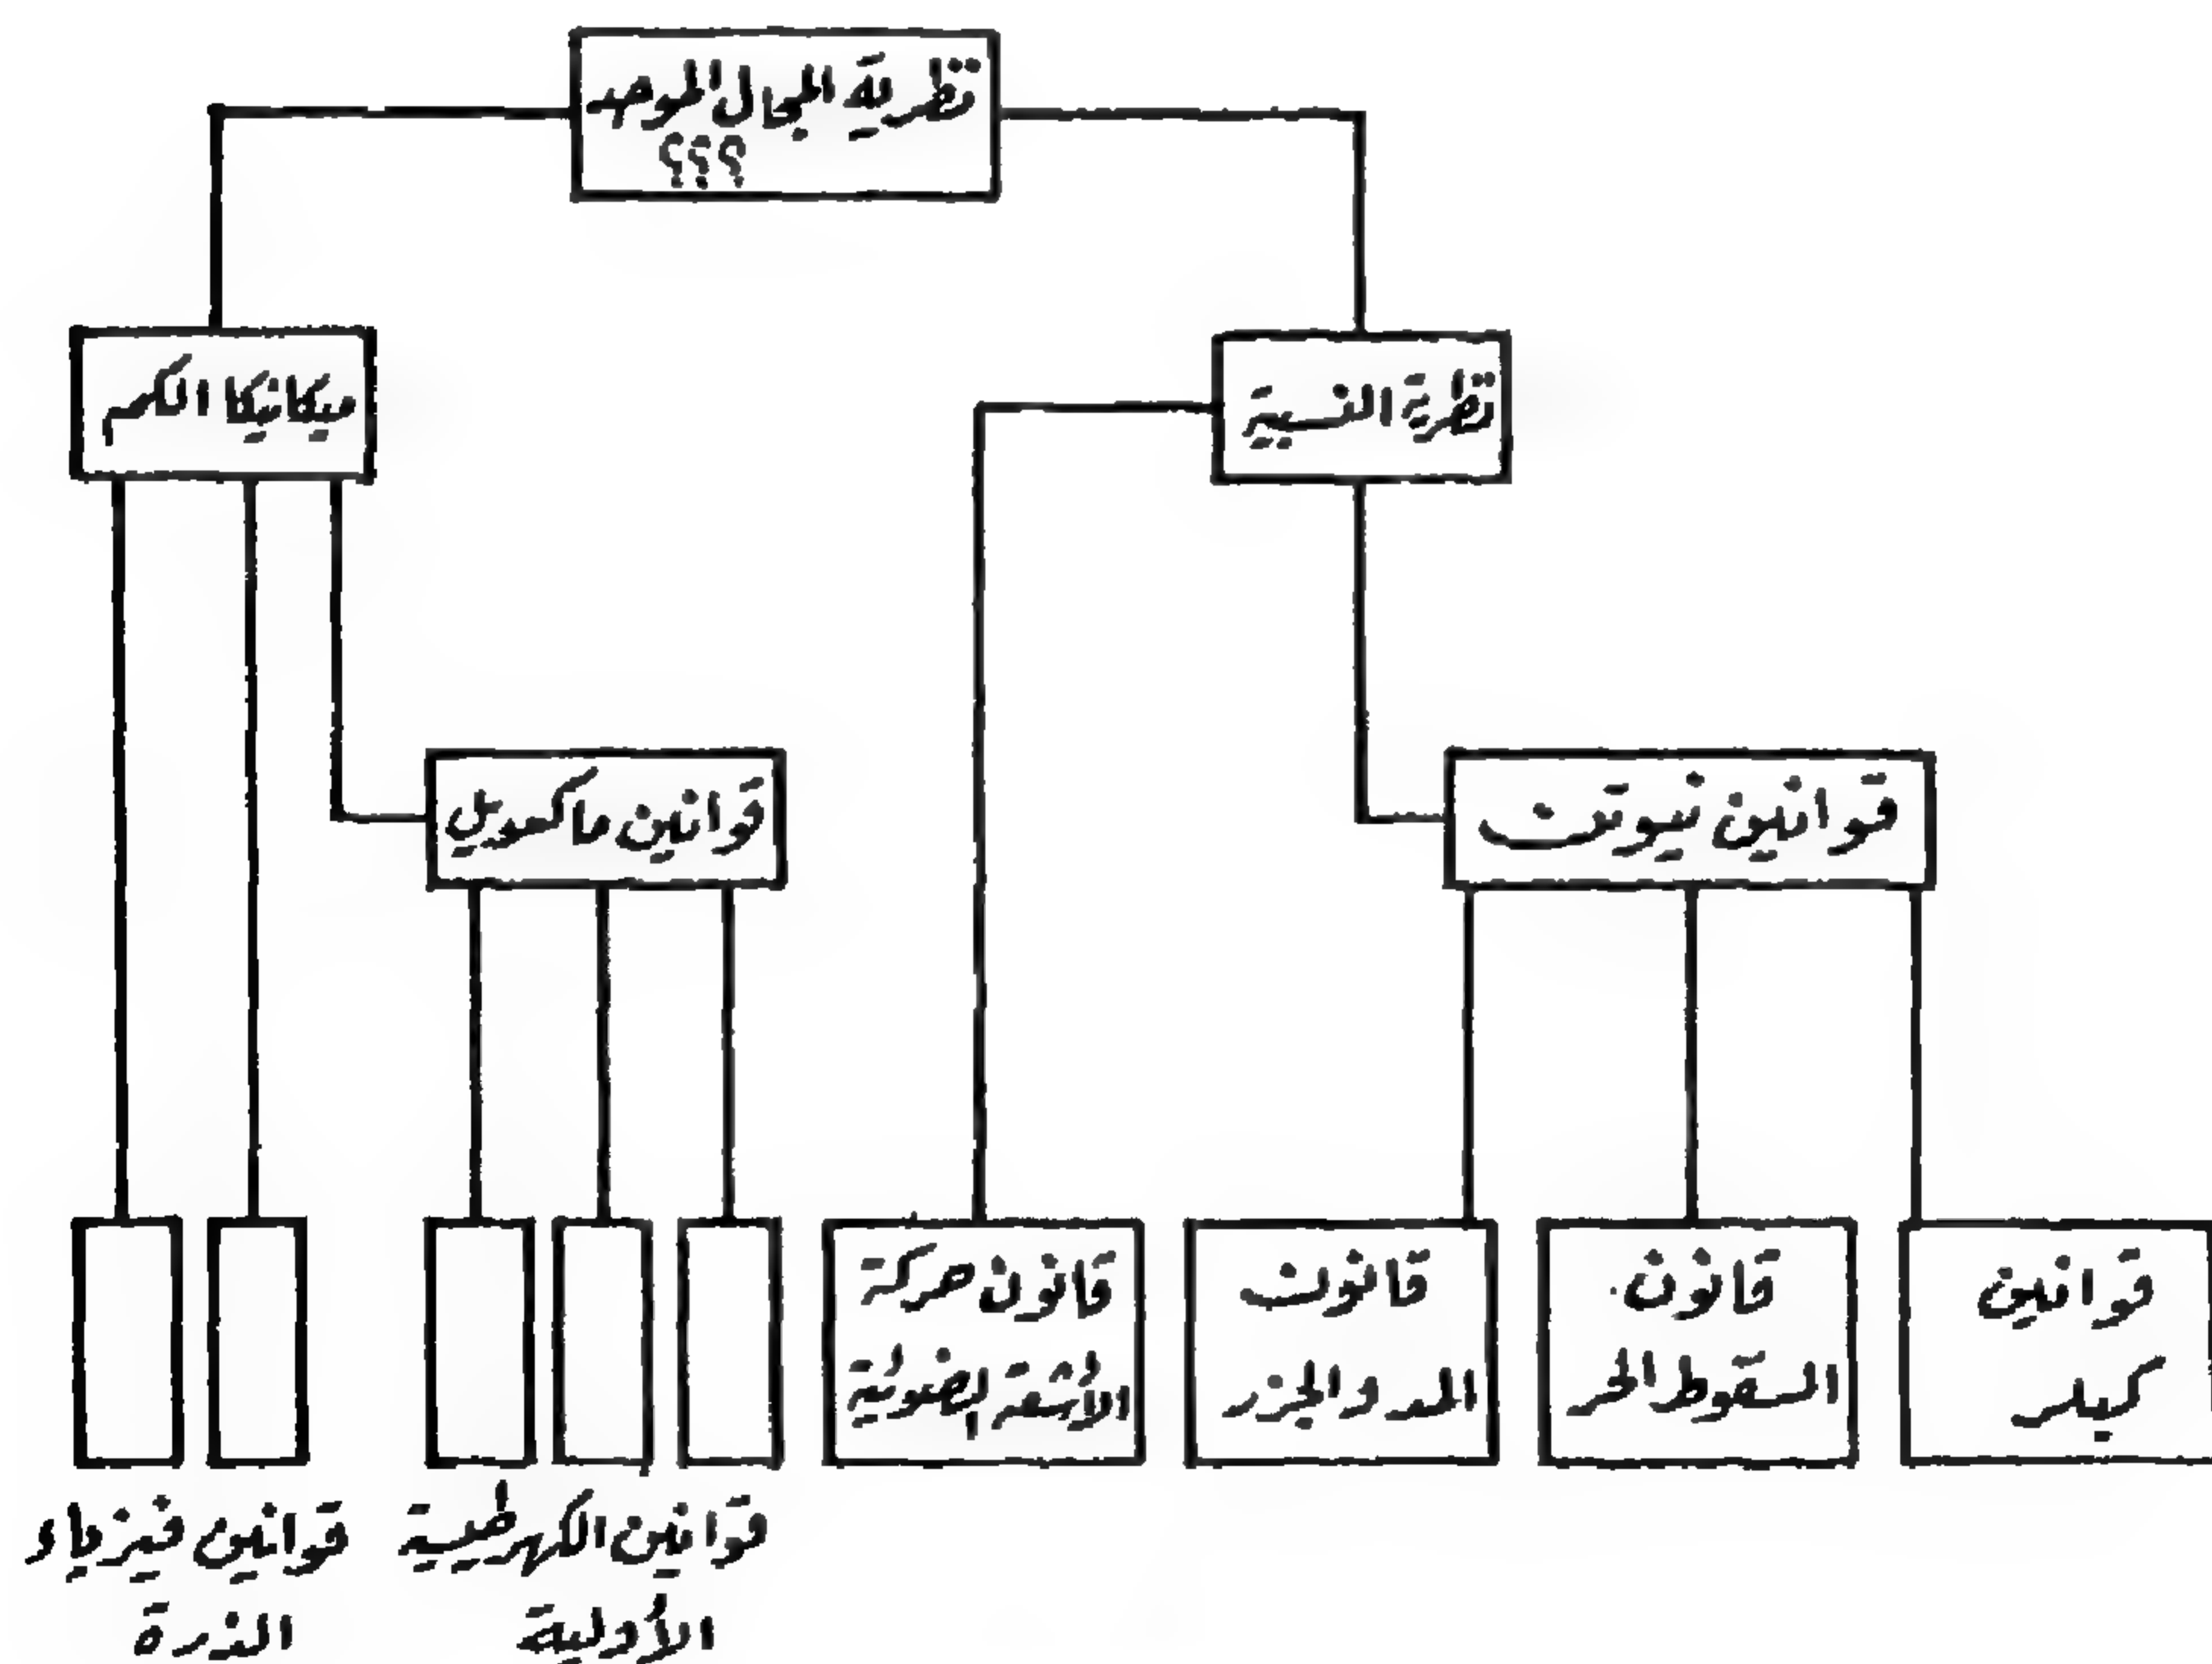 نظرية المجال الموحد
؟؟؟
نظرية النسبية
ميكانيكا الكم
قوانين نيوتن
قوانين ماكسويل
قوانين
كبلر
قانون
السقوط الحر
قانون
المد والجزر
قانون حركة
الأشعة الضوئية
قوانين الكهرطيسية
الأولية
قوانين فيزياء
الذرة